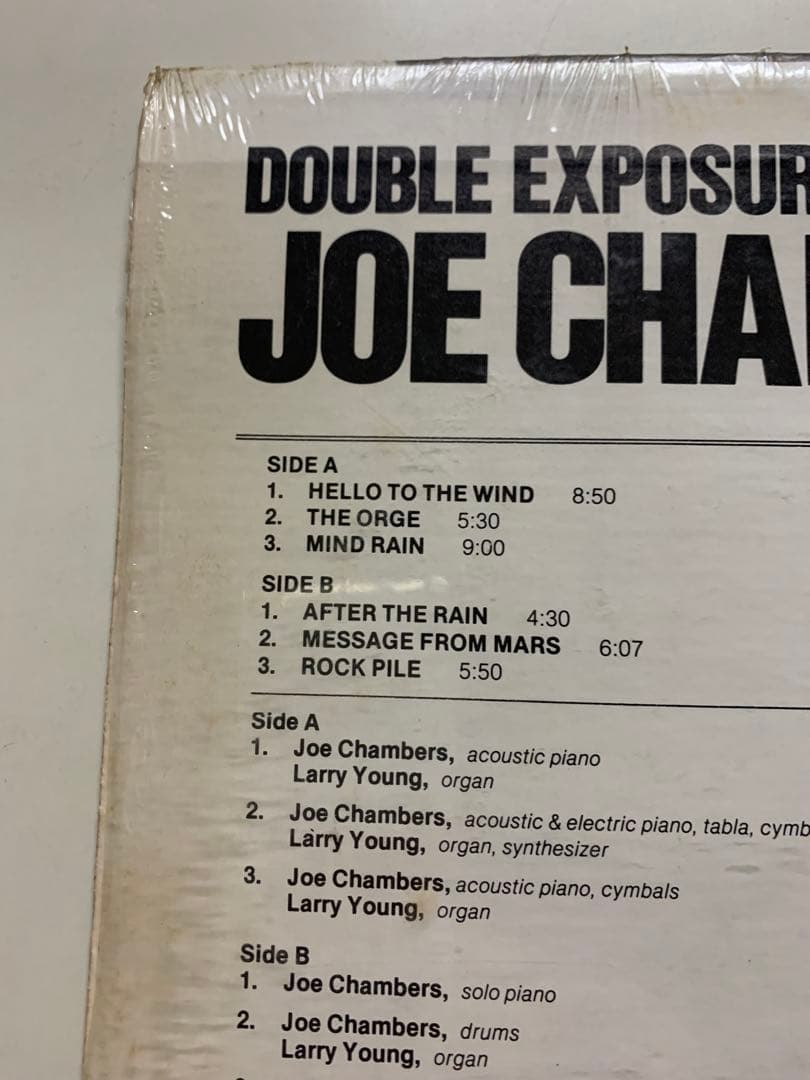 DOUBLE EXPOSUR
JOE CHA
SIDE A
1. HELLO TO THE WIND 8:50
2. THE ORGE 5:30
3. MIND RAIN 9:00
SIDE B
1. AFTER THE RAIN 4:30
2. MESSAGE FROM MARS 6:07
3. ROCK PILE 5:50
Side A
1. Joe Chambers, acoustic piano
Larry Young, organ
2. Joe Chambers, acoustic & electric piano, tabla, cymb
Larry Young, organ, synthesizer
3. Joe Chambers, acoustic piano, cymbals
Larry Young, organ
Side B
1. Joe Chambers, solo piano
2. Joe Chambers, drums
Larry Young, organ